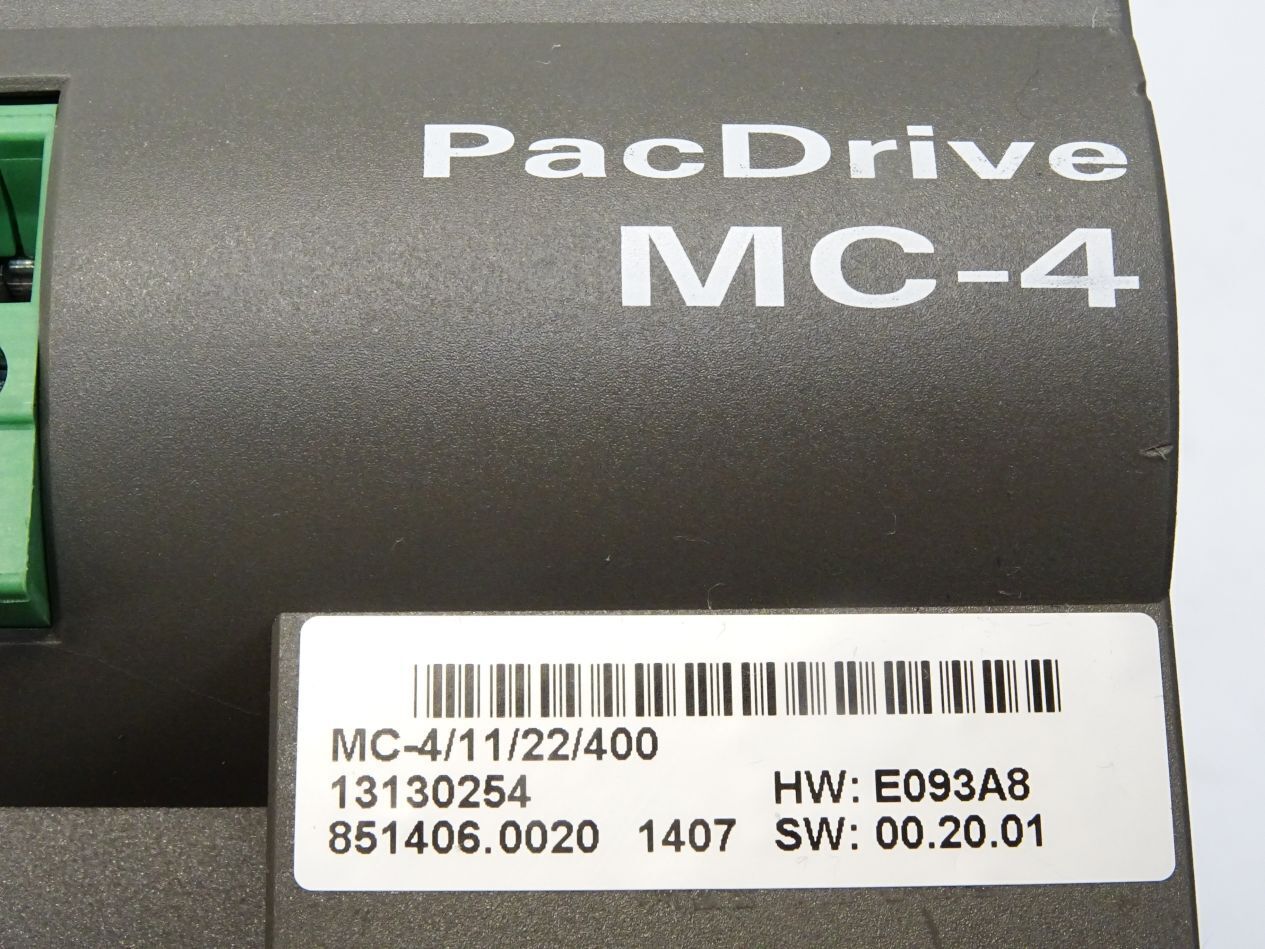 PacDrive
MC-4
MC-4/11/22/400
13130254 HW: E093A8
851406.0020 1407 SW: 00.20.01